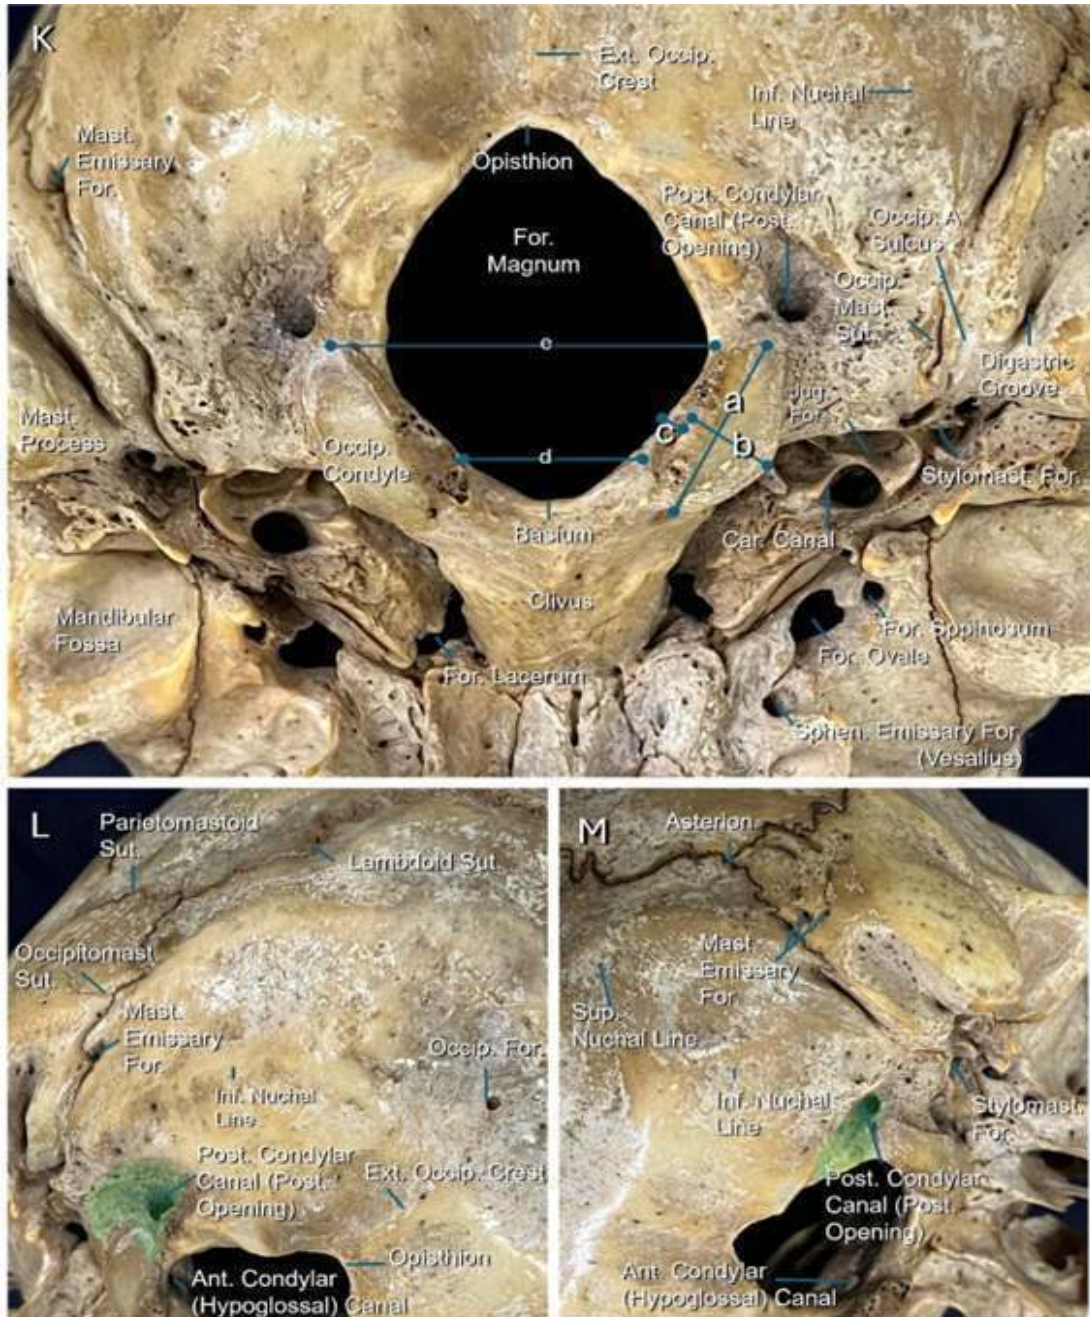 K
Ext. Occip.
Crest
Inf. Nuchal
Line
Mast.
Emissary
For.
Opisthion
For.
Magnum
Post. Condylar
Canal (Post.
Opening)
Occip. A
Sulcus
Occip.
Mast.
Sut.
Digastric
Groove
e
a
Jug
For.
c
b
d
Mast.
Process
Occip.
Condyle
Stylomast. For.
Basium
Car. Canal
Clivus
Mandibular
Fossa
For. Sppinosum
For. Ovale
For. Lacerum
Sphen. Emissary For
(Vesalius)
L
Parietomastoid
Sut.
Lambdoid Sut.
Occipitomast
Sut.
Mast.
Emissary
For
Occip. For.
Inf. Nuchal
Line
Post. Condylar
Canal (Post.
Opening)
Ext. Occip. Crest
Opisthion
Ant. Condylar
(Hypoglossal) Canal
M
Asterion
Mast.
Emissary
For
Sup.
Nuchal Line
Inf. Nuchal
Line
Stylomast.
For.
Post. Condylar
Canal (Post.
Opening)
Ant. Condylar
(Hypoglossal) Canal